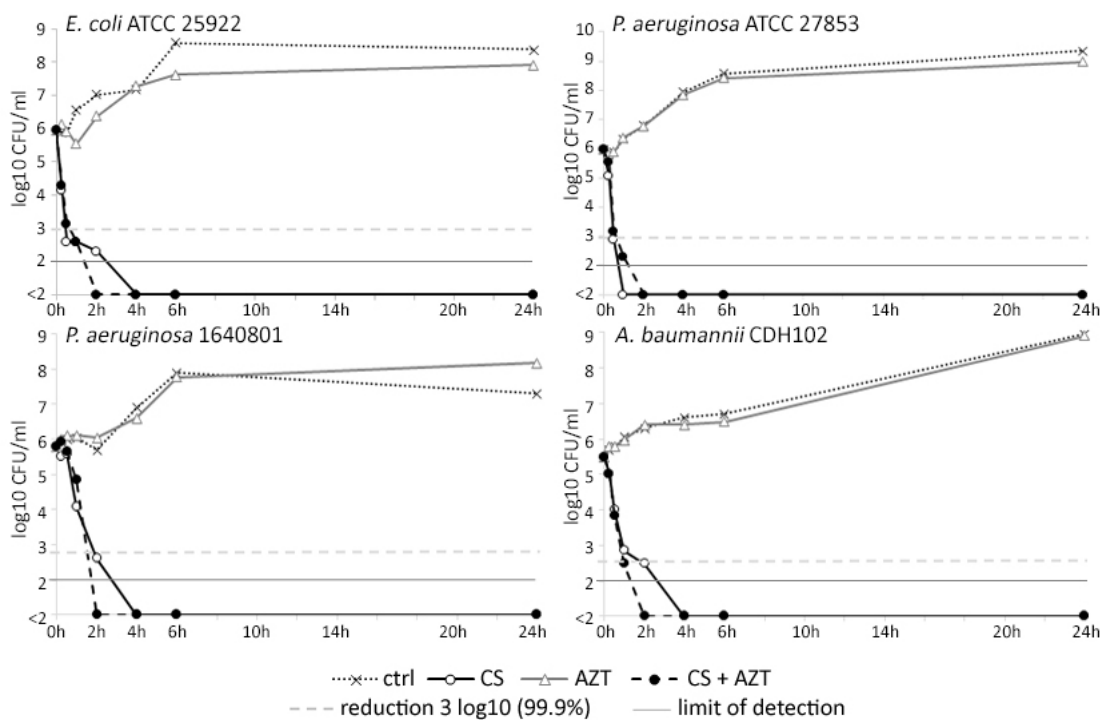 E. coli ATCC 25922
9
8
7
6
5
4
3
2
<2
log10 CFU/ml
0h 2h 4h 6h 10h 14h 20h 24h
P. aeruginosa ATCC 27853
10
9
8
7
6
5
4
3
2
<2
log10 CFU/ml
0h 2h 4h 6h 10h 14h 20h 24h
P. aeruginosa 1640801
9
8
7
6
5
4
3
2
<2
log10 CFU/ml
0h 2h 4h 6h 10h 14h 20h 24h
A. baumannii CDH102
9
8
7
6
5
4
3
2
<2
log10 CFU/ml
0h 2h 4h 6h 10h 14h 20h 24h
ctrl CS AZT CS + AZT
reduction 3 log10 (99.9%) limit of detection